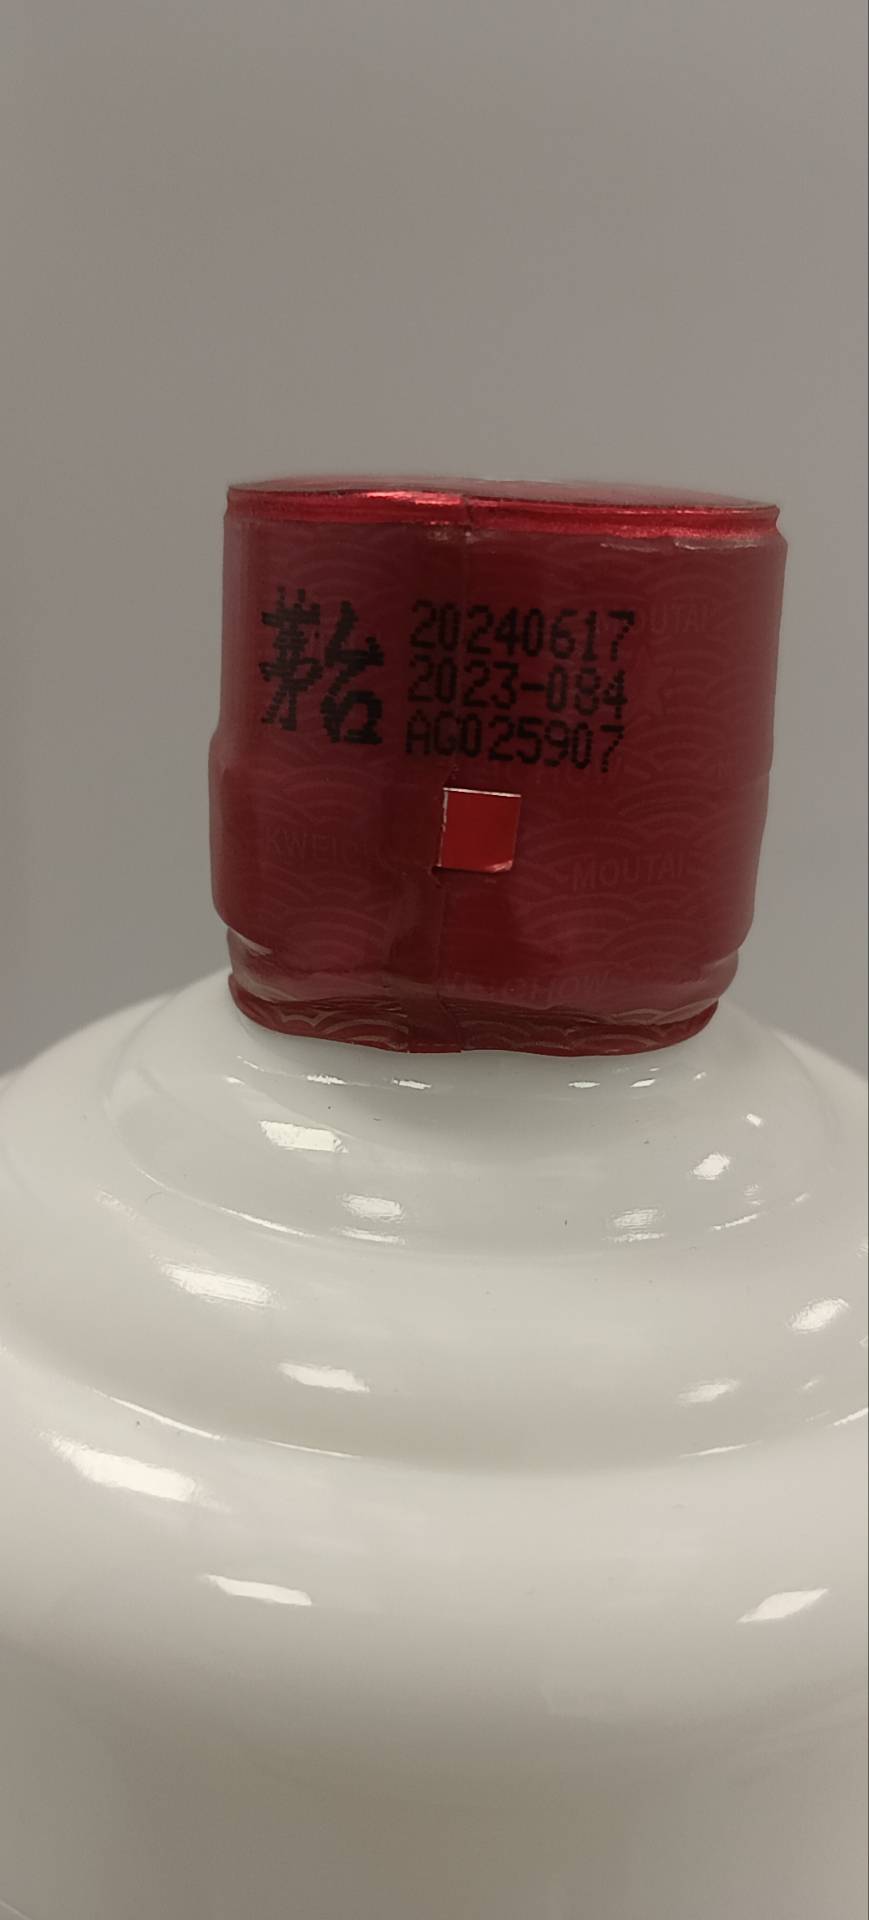 茅台
20240617
2023-084
AG025907
MOUTAI
MOUTAI